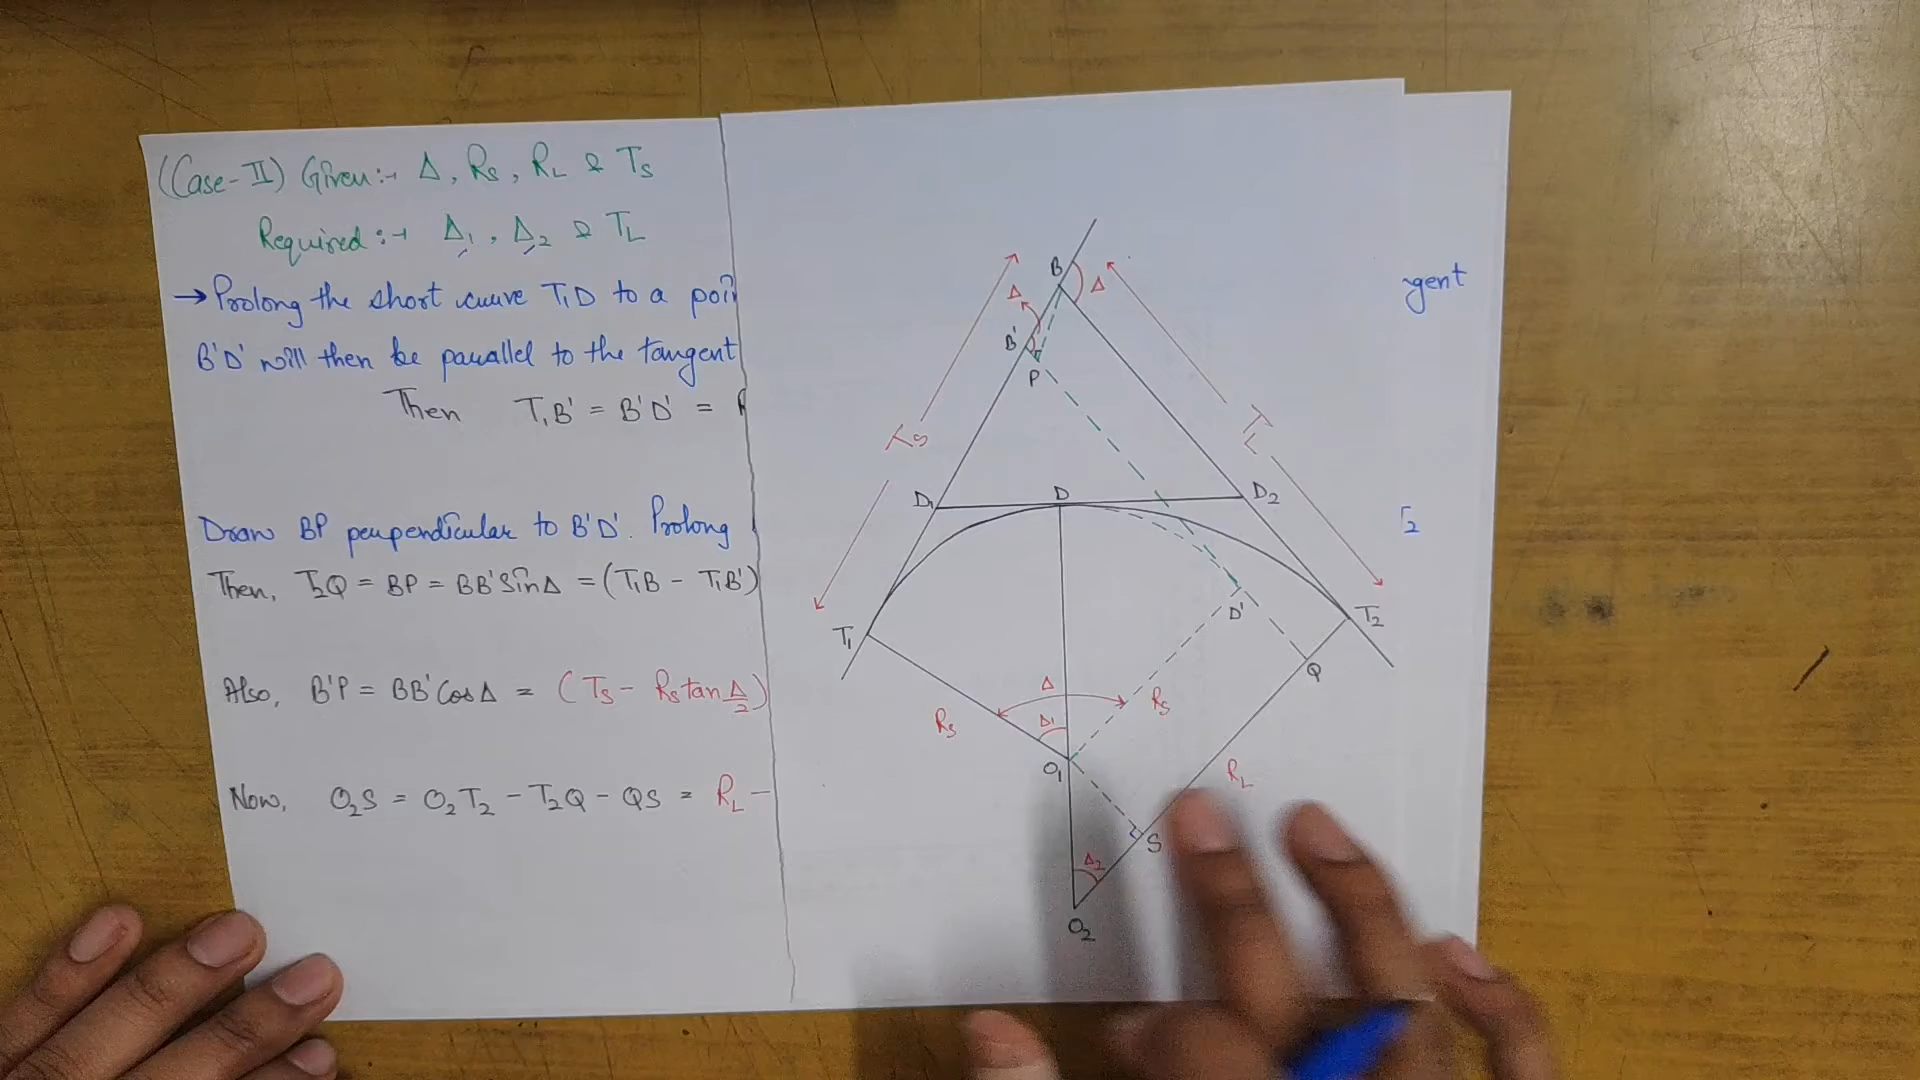 (Case-II) Given:- Δ, Rs, RL & Ts
Required:- Δ1, Δ2 & TL
→ Prolong the short curve T1D to a poi
B'D' will then be parallel to the tangent
Then T1B' = B'D' =
Draw BP perpendicular to B'D'. Prolong
Then, T2Q = BP = BB'SinΔ = (T1B - T1B')
Also, B'P = BB'CosΔ = (Ts - Rs tan Δ/2)
Now, O2S = O2T2 - T2Q - QS = RL -
gent
T2
B
Δ
Δ
B'
P
Ts
TL
D1
D
D2
D'
T1
T2
Q
Δ
Rs
Δ1
Rs
O1
RL
S
Δ2
O2